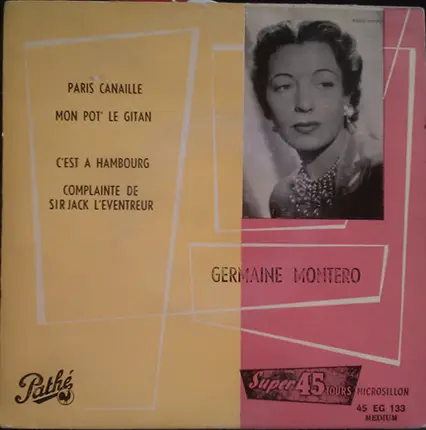 PARIS CANAILLE
MON POT' LE GITAN
C'EST A HAMBOURG
COMPLAINTE DE
SIR JACK L'EVENTREUR
GERMAINE MONTERO
Pathé
Super 45 TOURS MICROSILLON
45 EG 133
MEDIUM